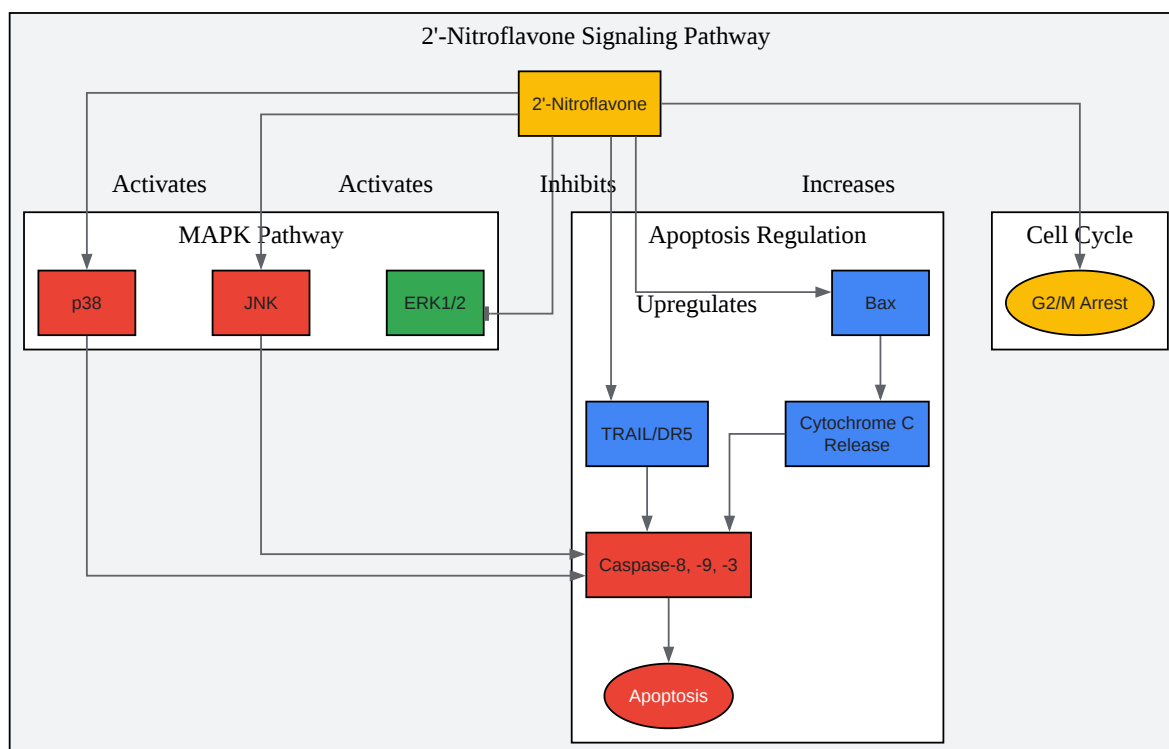 2'-Nitroflavone Signaling Pathway
2'-Nitroflavone
Activates
Activates
Inhibits
Increases
MAPK Pathway
Apoptosis Regulation
Cell Cycle
p38
JNK
ERK1/2
Upregulates
Bax
G2/M Arrest
TRAIL/DR5
Cytochrome C
Release
Caspase-8, -9, -3
Apoptosis